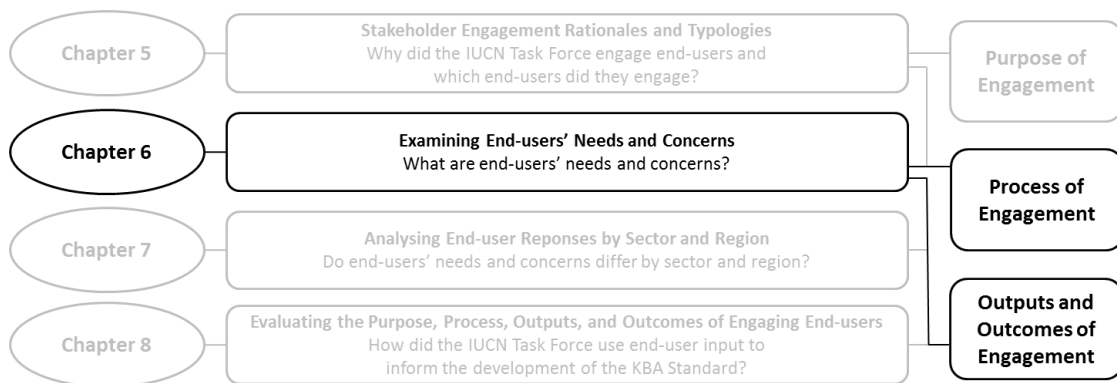 Chapter 5
Stakeholder Engagement Rationales and Typologies
Why did the IUCN Task Force engage end-users and
which end-users did they engage?
Purpose of
Engagement
Chapter 6
Examining End-users' Needs and Concerns
What are end-users' needs and concerns?
Process of
Engagement
Chapter 7
Analysing End-user Reponses by Sector and Region
Do end-users' needs and concerns differ by sector and region?
Chapter 8
Evaluating the Purpose, Process, Outputs, and Outcomes of Engaging End-users
How did the IUCN Task Force use end-user input to
inform the development of the KBA Standard?
Outputs and
Outcomes of
Engagement